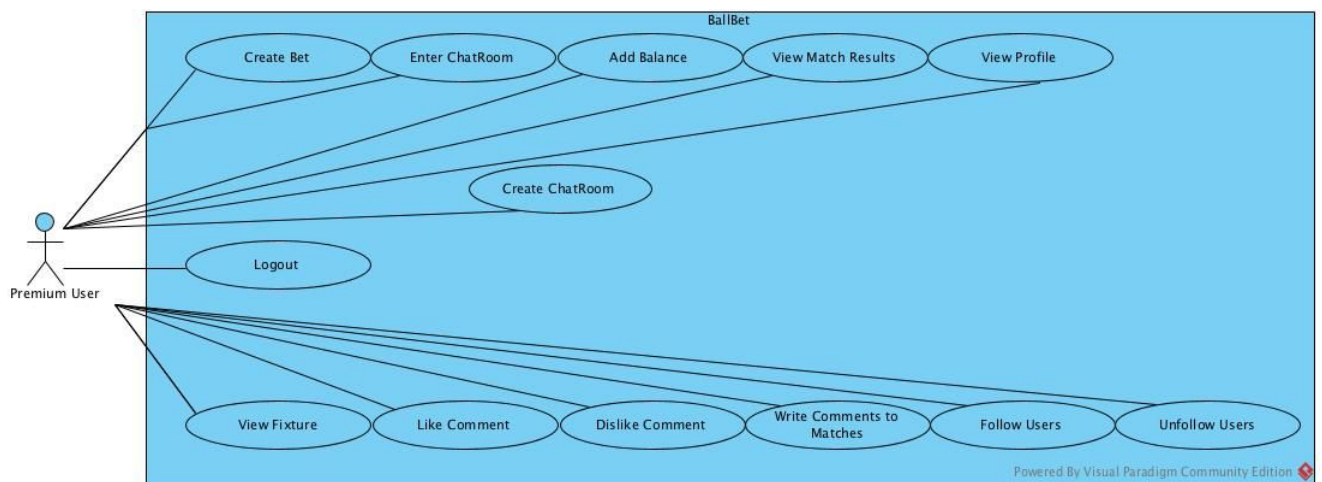 BallBet
Create Bet
Enter ChatRoom
Add Balance
View Match Results
View Profile
Create ChatRoom
Logout
Premium User
View Fixture
Like Comment
Dislike Comment
Write Comments to
Matches
Follow Users
Unfollow Users
Powered By Visual Paradigm Community Edition